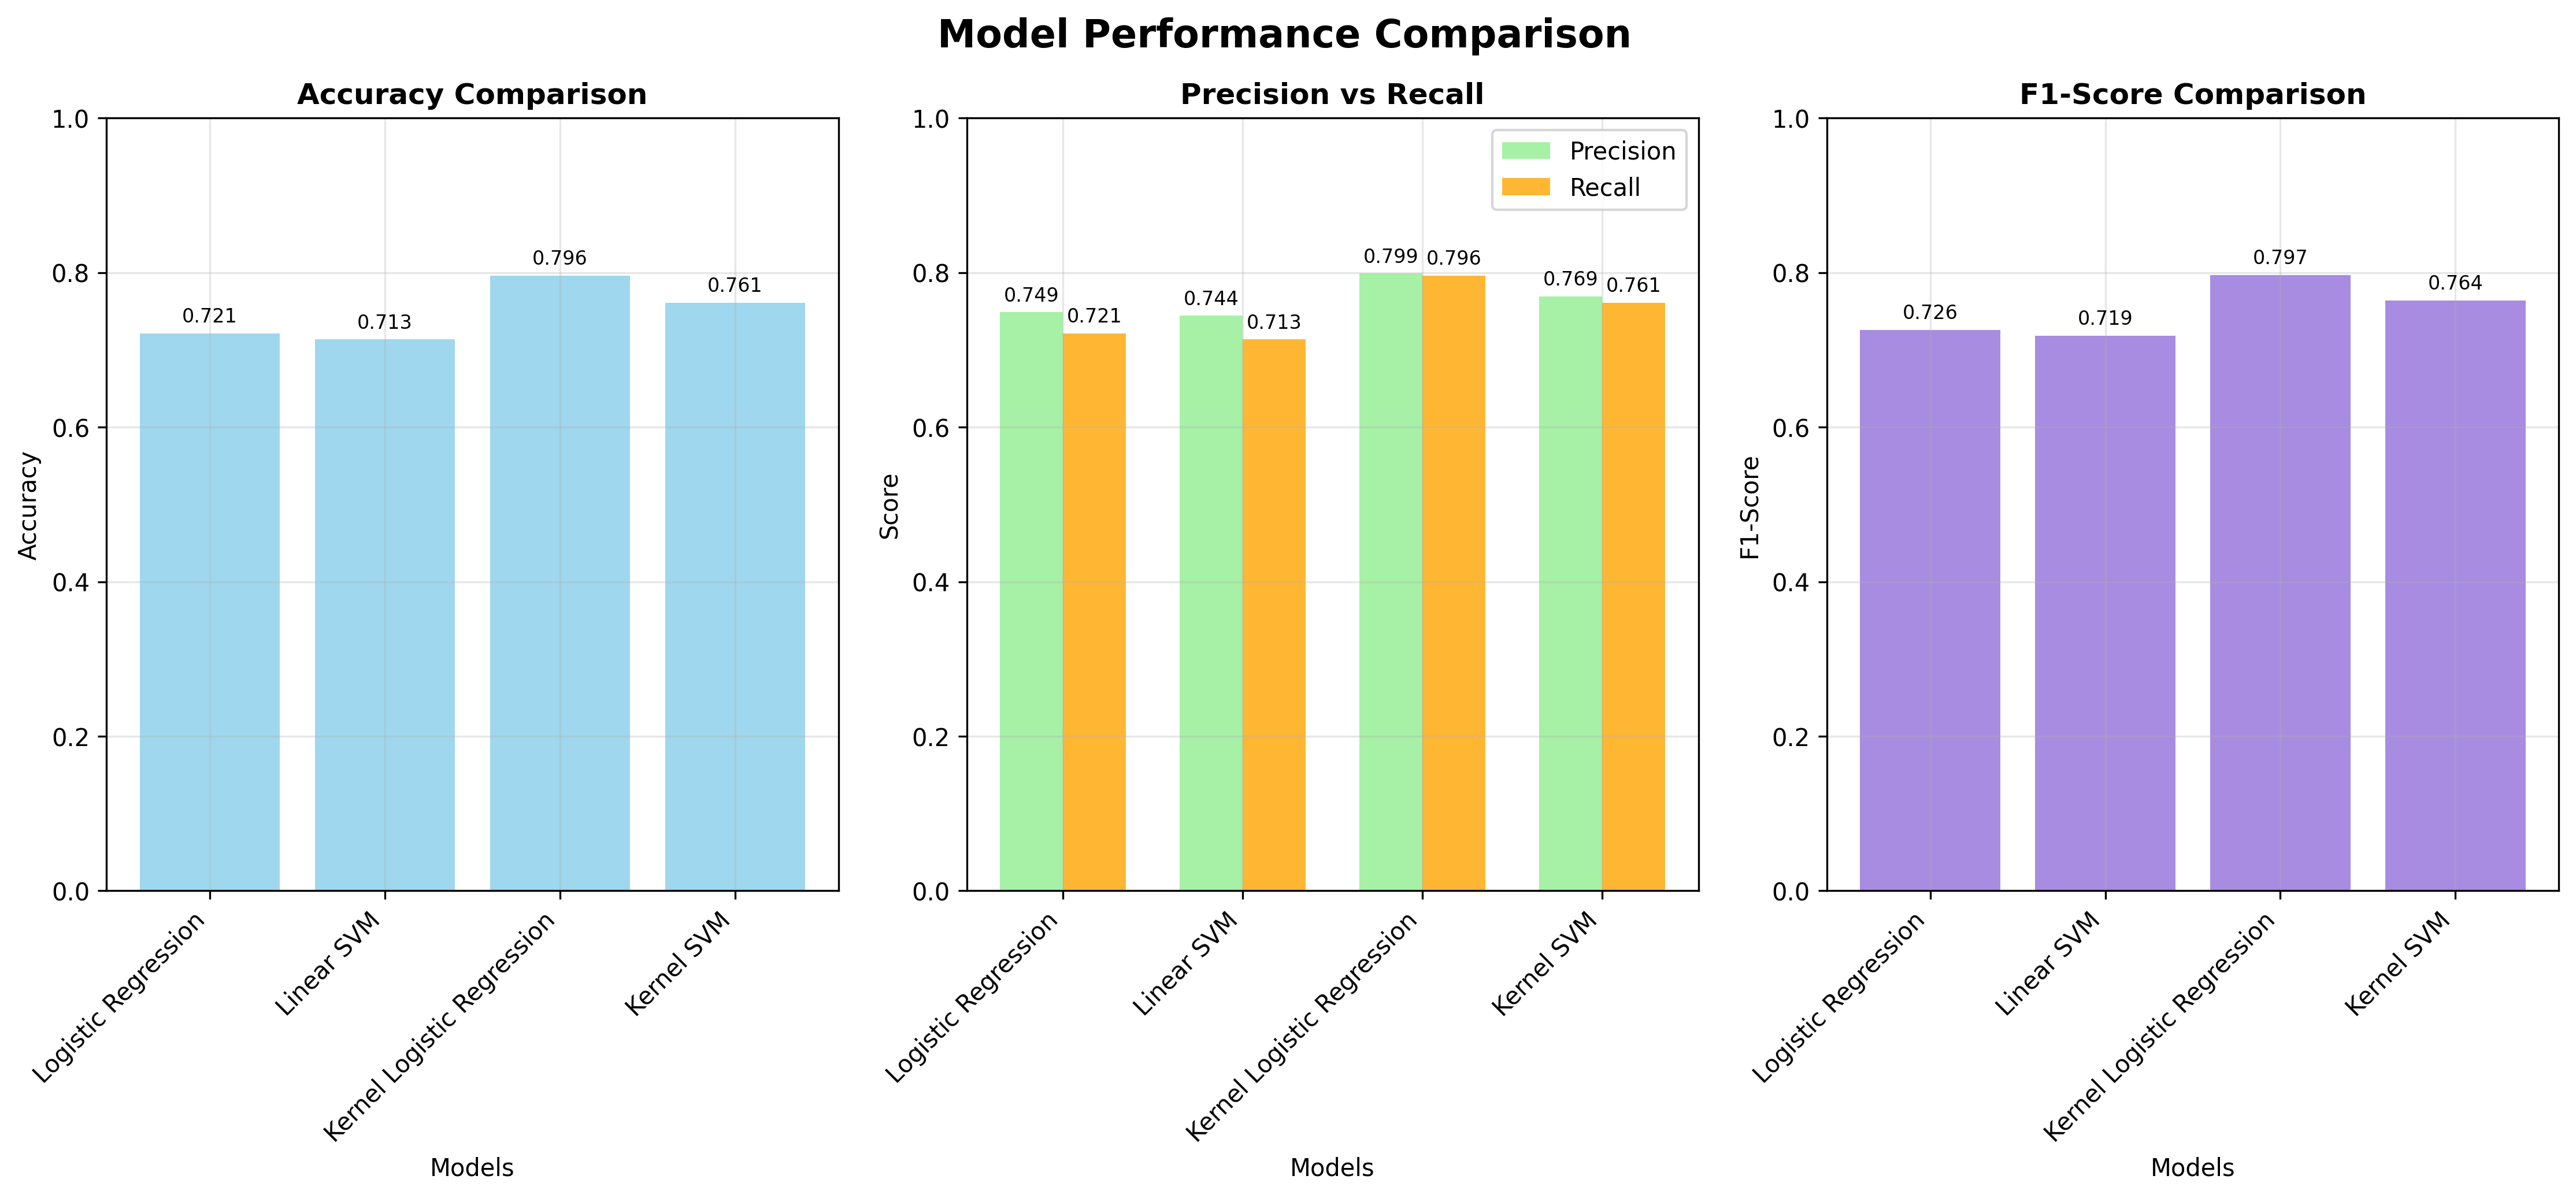 Model Performance Comparison
Accuracy Comparison
1.0
0.8
0.6
0.4
0.2
0.0
Accuracy
0.721
0.713
0.796
0.761
Logistic Regression
Linear SVM
Kernel Logistic Regression
Kernel SVM
Models
Precision vs Recall
1.0
0.8
0.6
0.4
0.2
0.0
Score
Precision
Recall
0.749
0.721
0.744
0.713
0.799
0.796
0.769
0.761
Logistic Regression
Linear SVM
Kernel Logistic Regression
Kernel SVM
Models
F1-Score Comparison
1.0
0.8
0.6
0.4
0.2
0.0
F1-Score
0.726
0.719
0.797
0.764
Logistic Regression
Linear SVM
Kernel Logistic Regression
Kernel SVM
Models